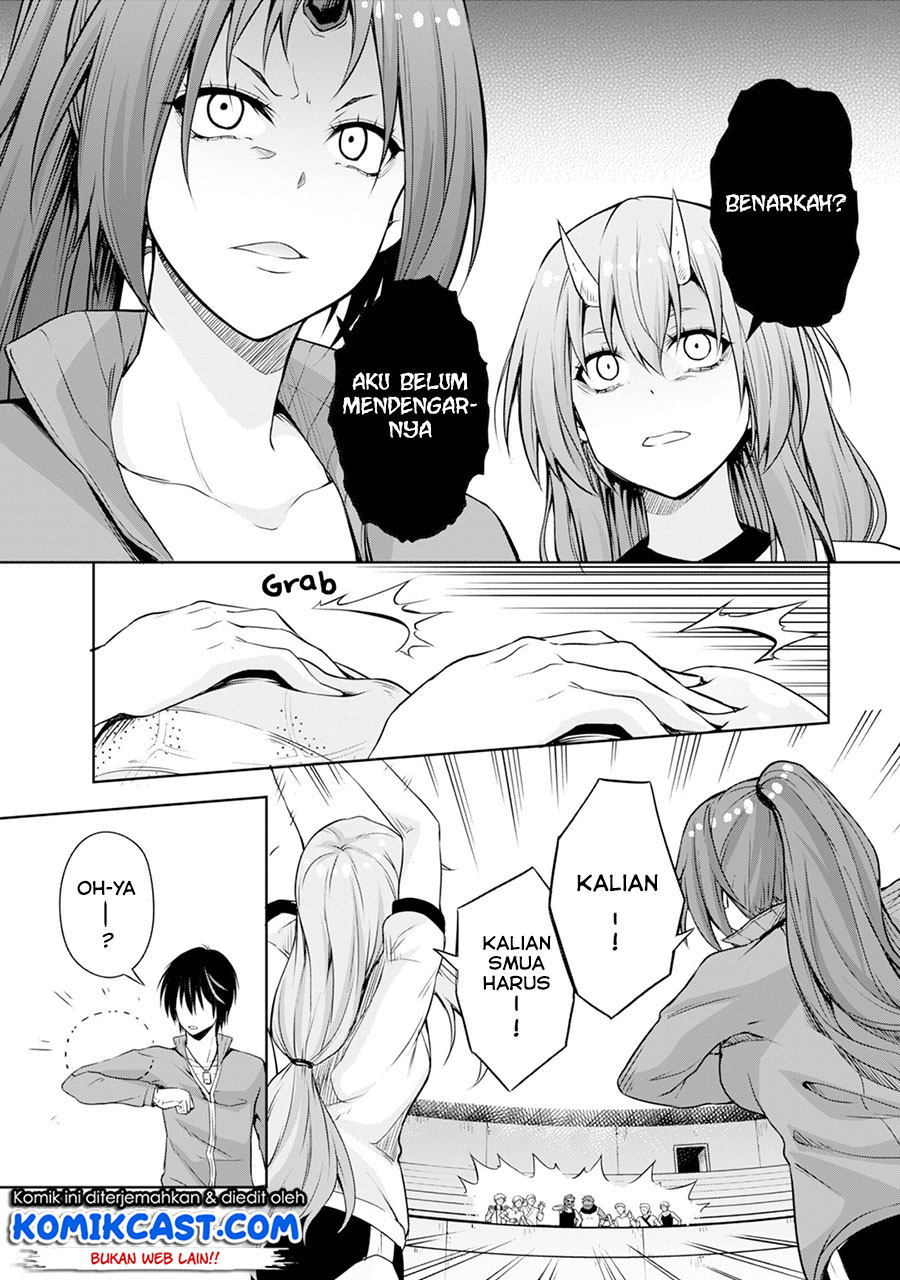 BENARKAH?
AKU BELUM
MENDENGAR-
NYA
Grab
KALIAN
-!
KALIAN
SMUA
HARUS
-!
OH-YA
-?
Komik ini diterjemahkan & diedit oleh
KOMIKCAST.COM
BUKAN WEB LAIN!!